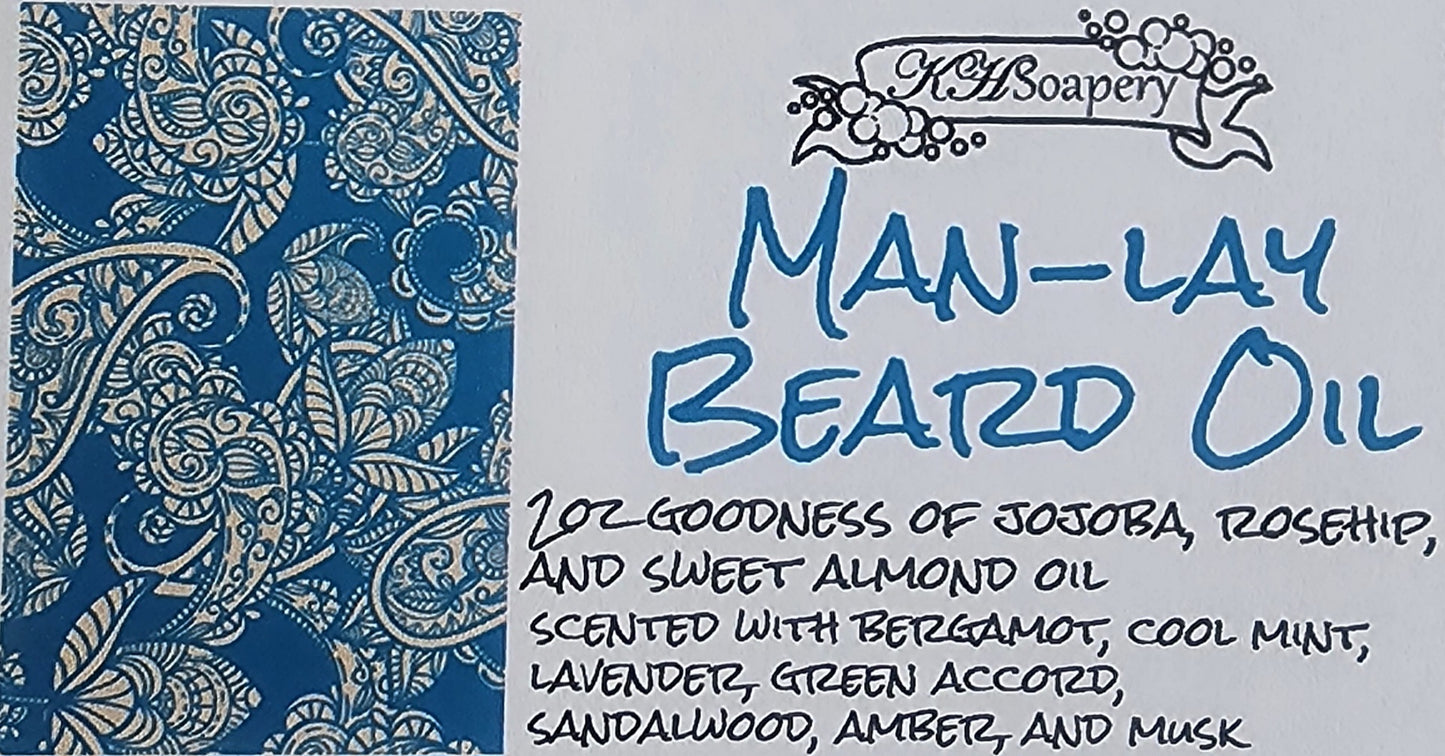 KHSoapery
MAN-LAY
BEARD OIL
2OZ GOODNESS OF JOJOBA, ROSEHIP,
AND SWEET ALMOND OIL
SCENTED WITH BERGAMOT, COOL MINT,
LAVENDER, GREEN ACCORD,
SANDALWOOD, AMBER, AND MUSK